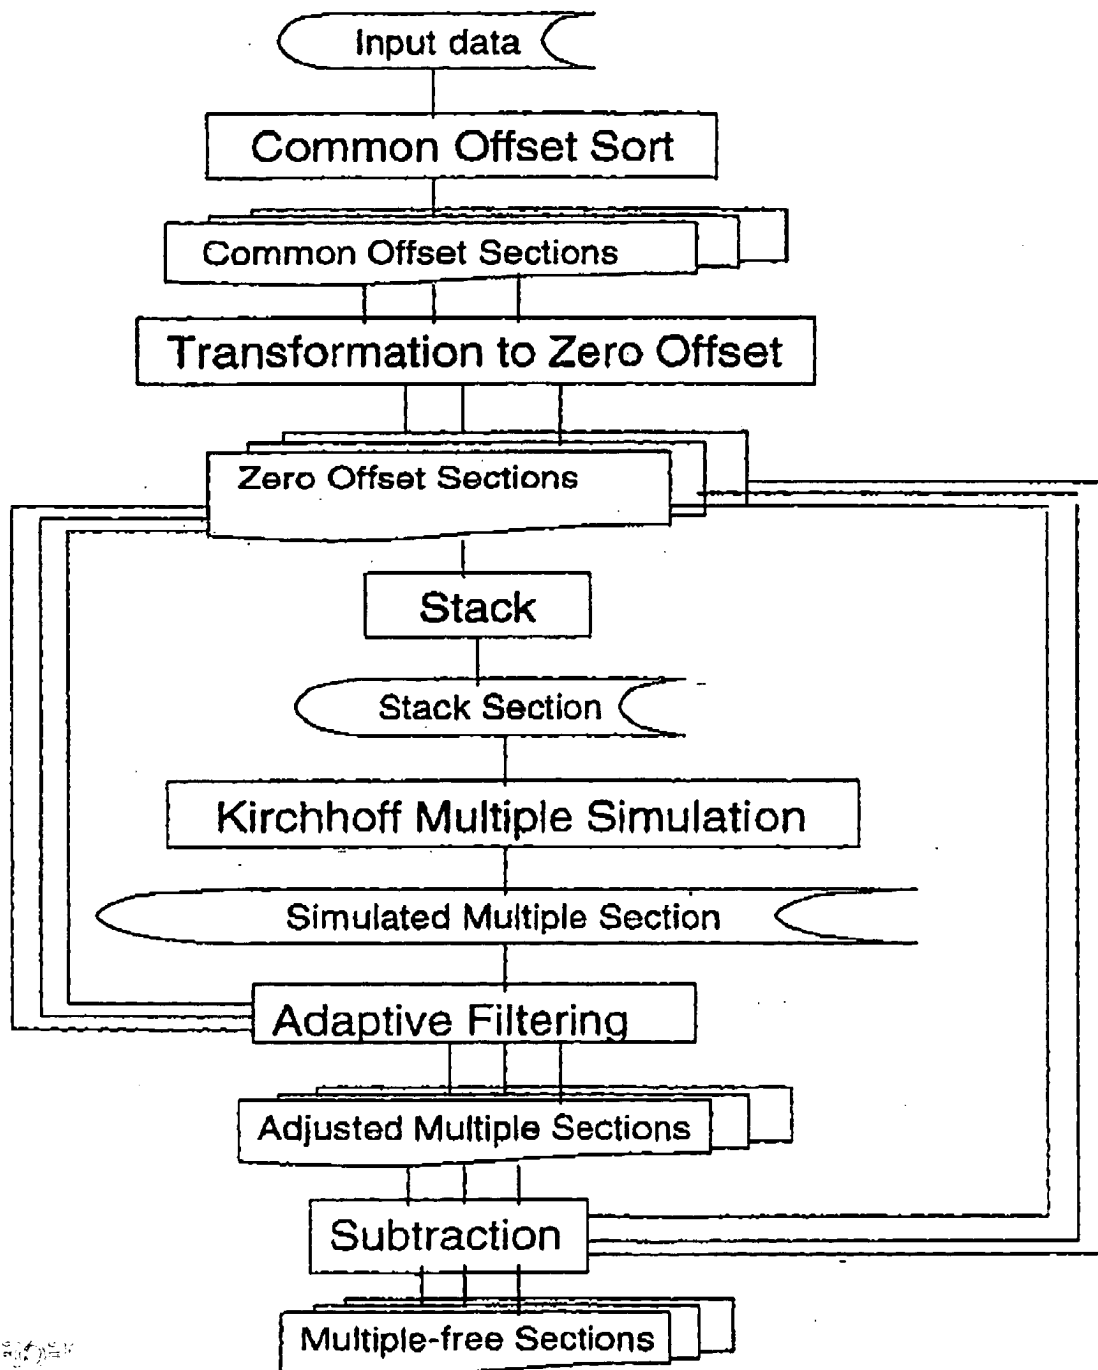 Input data
Common Offset Sort
Common Offset Sections
Transformation to Zero Offset
Zero Offset Sections
Stack
Stack Section
Kirchhoff Multiple Simulation
Simulated Multiple Section
Adaptive Filtering
Adjusted Multiple Sections
Subtraction
Multiple-free Sections